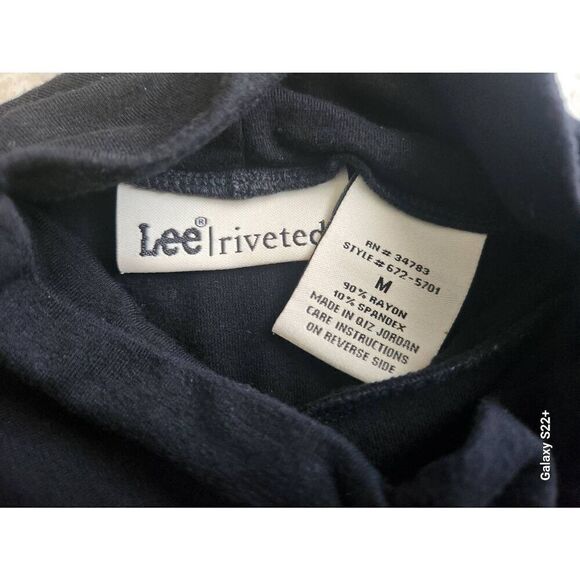 Lee® | riveted
RN # 34783
STYLE # 672-5701
M
90% RAYON
10% SPANDEX
MADE IN QIZ JORDAN
CARE INSTRUCTIONS
ON REVERSE SIDE
Galaxy S22+